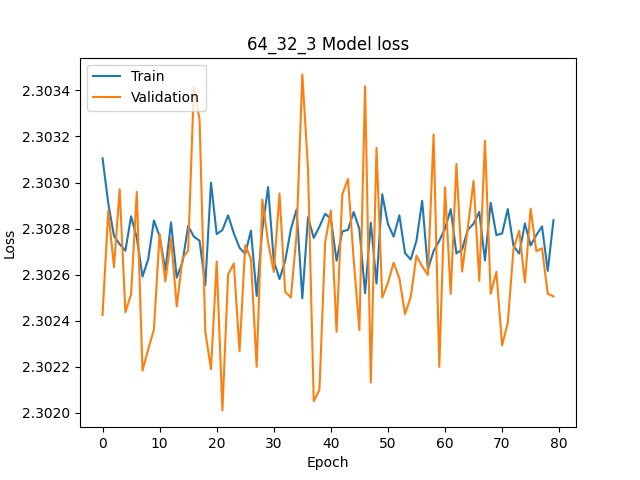 64_32_3 Model loss
Train
Validation
2.3034
2.3032
2.3030
2.3028
2.3026
2.3024
2.3022
2.3020
Loss
0 10 20 30 40 50 60 70 80
Epoch